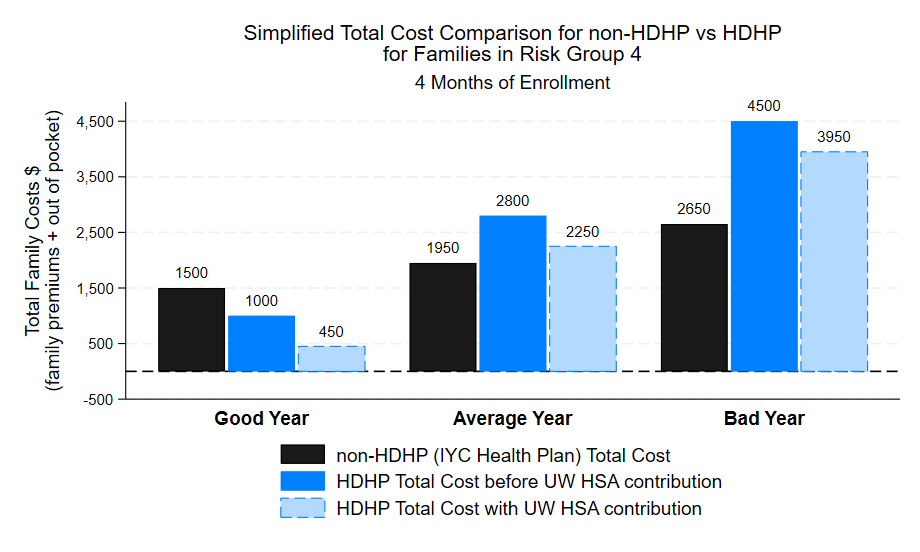 Simplified Total Cost Comparison for non-HDHP vs HDHP
for Families in Risk Group 4
4 Months of Enrollment
Total Family Costs $
(family premiums + out of pocket)
4,500
3,500
2,500
1,500
500
-500
1500
1000
450
1950
2800
2250
2650
4500
3950
Good Year
Average Year
Bad Year
non-HDHP (IYC Health Plan) Total Cost
HDHP Total Cost before UW HSA contribution
HDHP Total Cost with UW HSA contribution